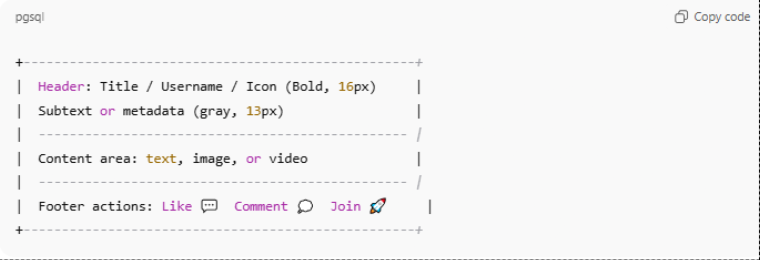 pgsql
Copy code
+-----------------------------------------------+
|  Header: Title / Username / Icon (Bold, 16px)     |
|  Subtext or metadata (gray, 13px)                |
|  --------------------------------------------- /
|  Content area: text, image, or video             |
|  --------------------------------------------- /
|  Footer actions: Like 💬  Comment 💭  Join 🚀     |
+-----------------------------------------------+